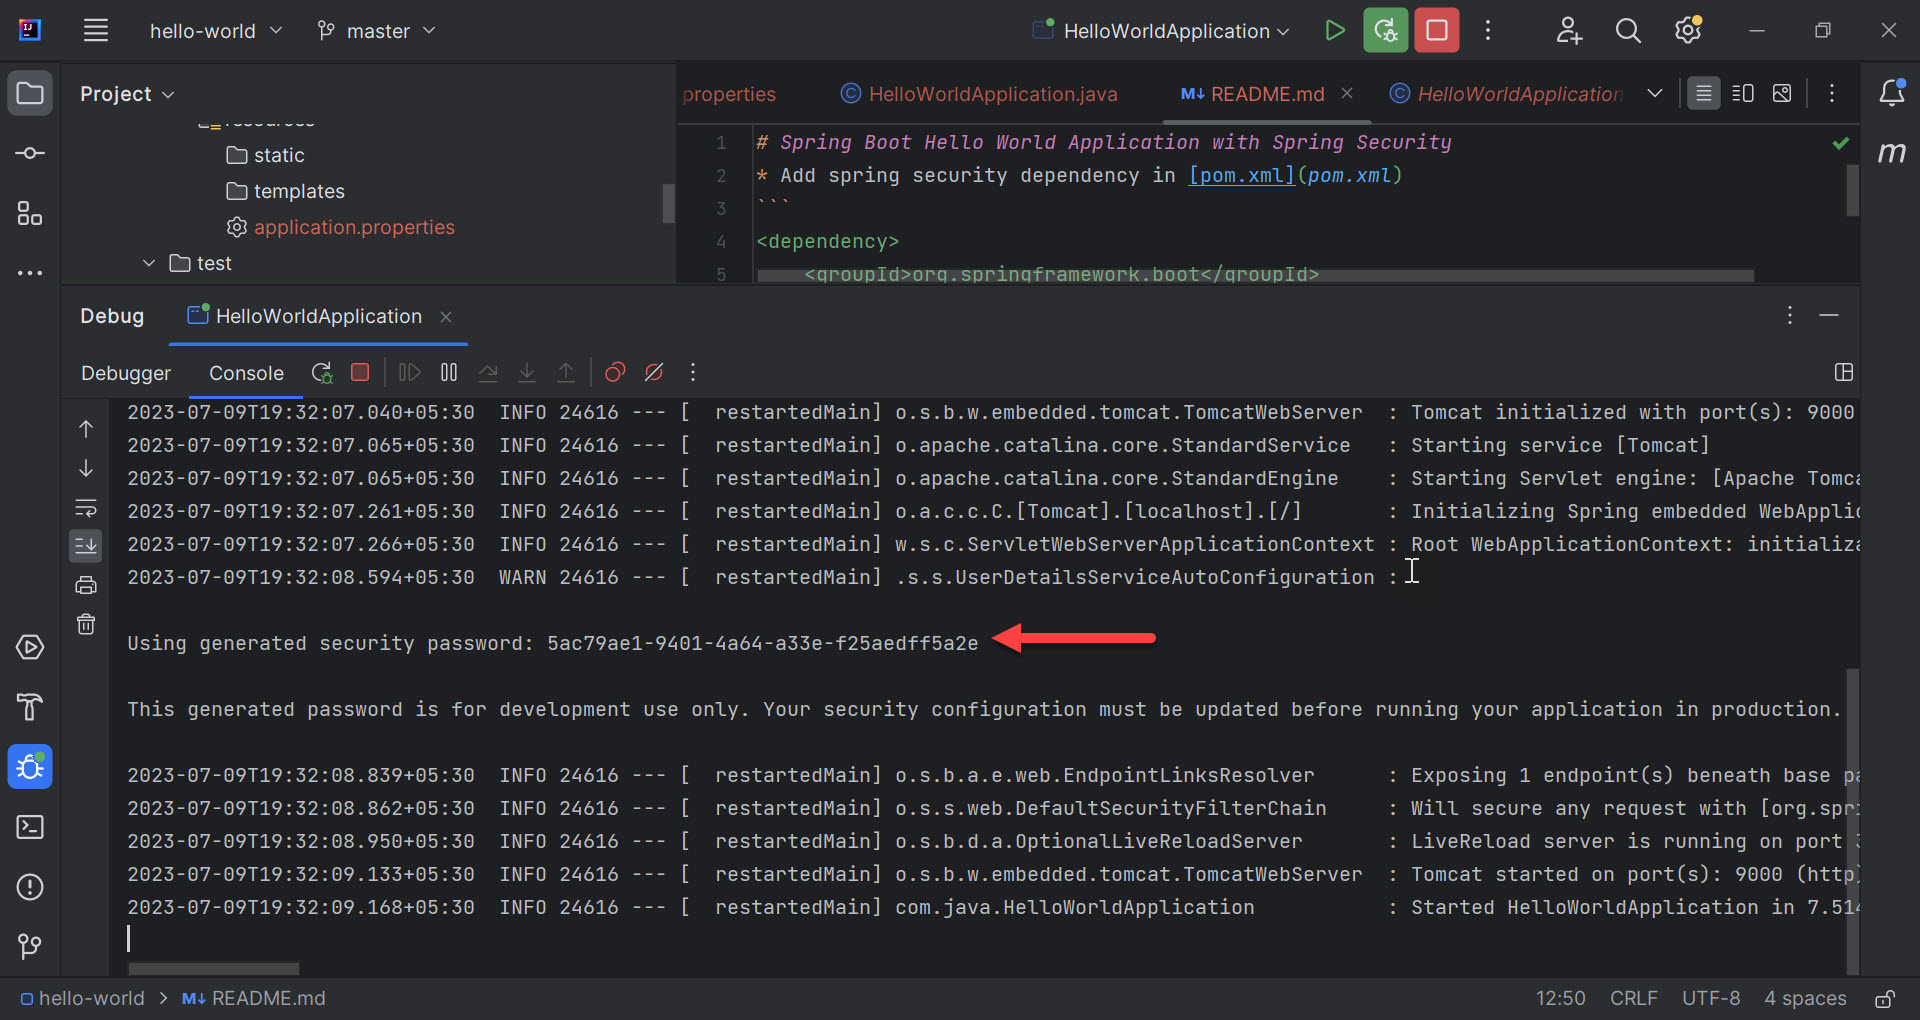 hello-world
master
HelloWorldApplication
Project
properties
HelloWorldApplication.java
README.md
HelloWorldApplication
resources
static
templates
application.properties
test
1 # Spring Boot Hello World Application with Spring Security
2 * Add spring security dependency in [pom.xml](pom.xml)
3 ```
4 <dependency>
5 <groupId>org.springframework.boot</groupId>
Debug
HelloWorldApplication
Debugger
Console
2023-07-09T19:32:07.040+05:30  INFO 24616 --- [  restartedMain] o.s.b.w.embedded.tomcat.TomcatWebServer  : Tomcat initialized with port(s): 9000
2023-07-09T19:32:07.065+05:30  INFO 24616 --- [  restartedMain] o.apache.catalina.core.StandardService   : Starting service [Tomcat]
2023-07-09T19:32:07.065+05:30  INFO 24616 --- [  restartedMain] o.apache.catalina.core.StandardEngine    : Starting Servlet engine: [Apache Tomca
2023-07-09T19:32:07.261+05:30  INFO 24616 --- [  restartedMain] o.a.c.c.C.[Tomcat].[localhost].[/]       : Initializing Spring embedded WebApplic
2023-07-09T19:32:07.266+05:30  INFO 24616 --- [  restartedMain] w.s.c.ServletWebServerApplicationContext : Root WebApplicationContext: initializa
2023-07-09T19:32:08.594+05:30  WARN 24616 --- [  restartedMain] .s.s.UserDetailsServiceAutoConfiguration :
Using generated security password: 5ac79ae1-9401-4a64-a33e-f25aedff5a2e
This generated password is for development use only. Your security configuration must be updated before running your application in production.
2023-07-09T19:32:08.839+05:30  INFO 24616 --- [  restartedMain] o.s.b.a.e.web.EndpointLinksResolver      : Exposing 1 endpoint(s) beneath base pa
2023-07-09T19:32:08.862+05:30  INFO 24616 --- [  restartedMain] o.s.s.web.DefaultSecurityFilterChain     : Will secure any request with [org.spri
2023-07-09T19:32:08.950+05:30  INFO 24616 --- [  restartedMain] o.s.b.d.a.OptionalLiveReloadServer       : LiveReload server is running on port 3
2023-07-09T19:32:09.133+05:30  INFO 24616 --- [  restartedMain] o.s.b.w.embedded.tomcat.TomcatWebServer  : Tomcat started on port(s): 9000 (http)
2023-07-09T19:32:09.168+05:30  INFO 24616 --- [  restartedMain] com.java.HelloWorldApplication           : Started HelloWorldApplication in 7.514
hello-world > README.md
12:50 CRLF UTF-8 4 spaces